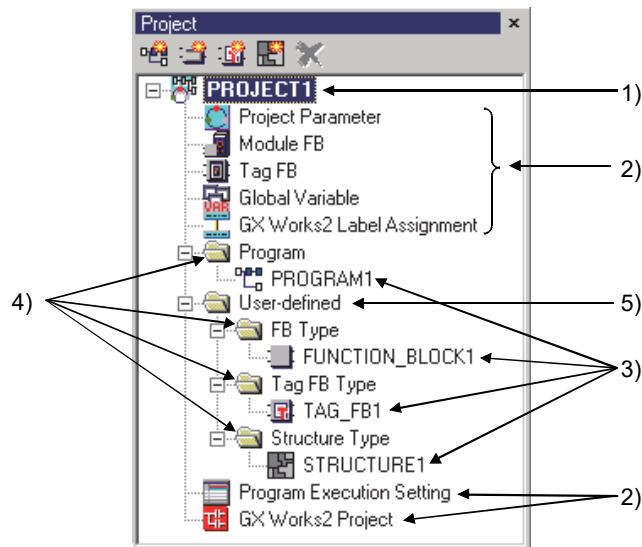 Project ×
PROJECT1 1)
Project Parameter
Module FB
2)
Tag FB
Global Variable
VAR
GX Works2 Label Assignment
Program
PROGRAM1
4)
User-defined 5)
FB Type
FUNCTION_BLOCK1
3)
Tag FB Type
T TAG_FB1
Structure Type
STRUCTURE1
Program Execution Setting
2)
GX Works2 Project